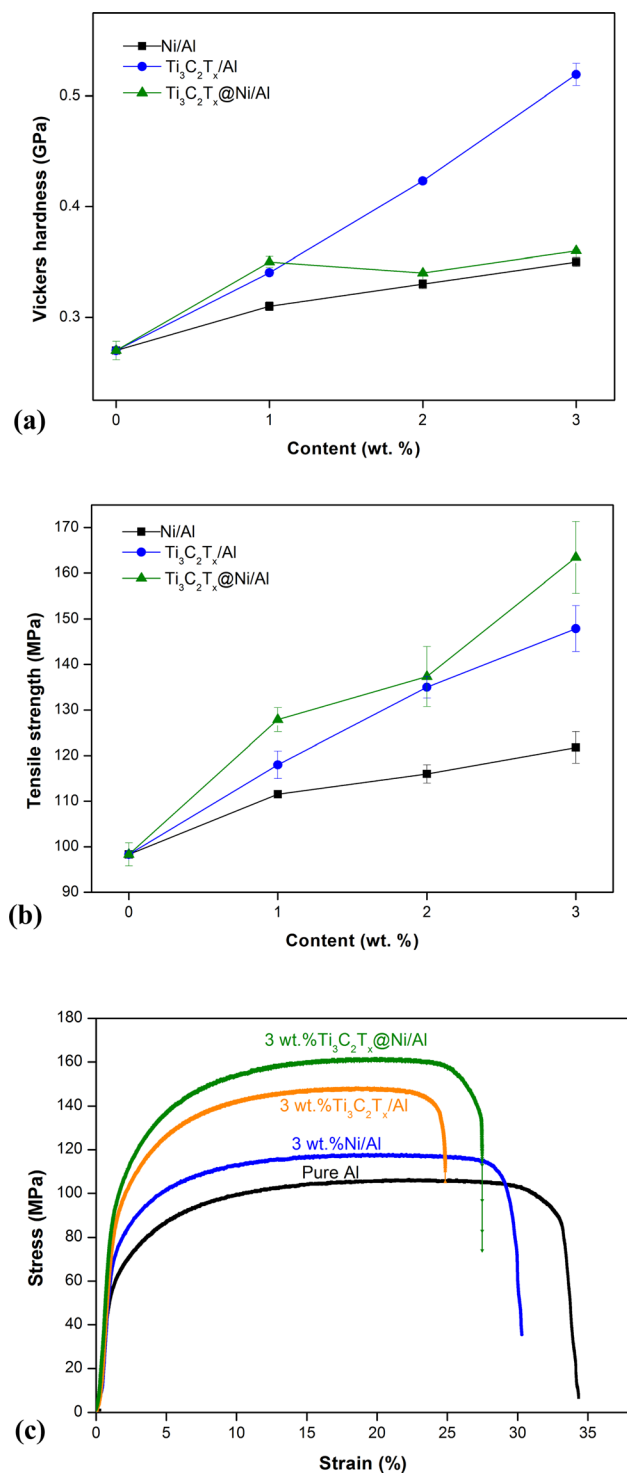 Ni/Al
Ti₃C₂Tₓ/Al
Ti₃C₂Tₓ@Ni/Al
Vickers hardness (GPa)
0.5
0.4
0.3
0 1 2 3
Content (wt. %)
(a)
Ni/Al
Ti₃C₂Tₓ/Al
Ti₃C₂Tₓ@Ni/Al
Tensile strength (MPa)
170
160
150
140
130
120
110
100
90
0 1 2 3
Content (wt. %)
(b)
3 wt.%Ti₃C₂Tₓ@Ni/Al
3 wt.%Ti₃C₂Tₓ/Al
3 wt.%Ni/Al
Pure Al
Stress (MPa)
180
160
140
120
100
80
60
40
20
0
0 5 10 15 20 25 30 35
Strain (%)
(c)